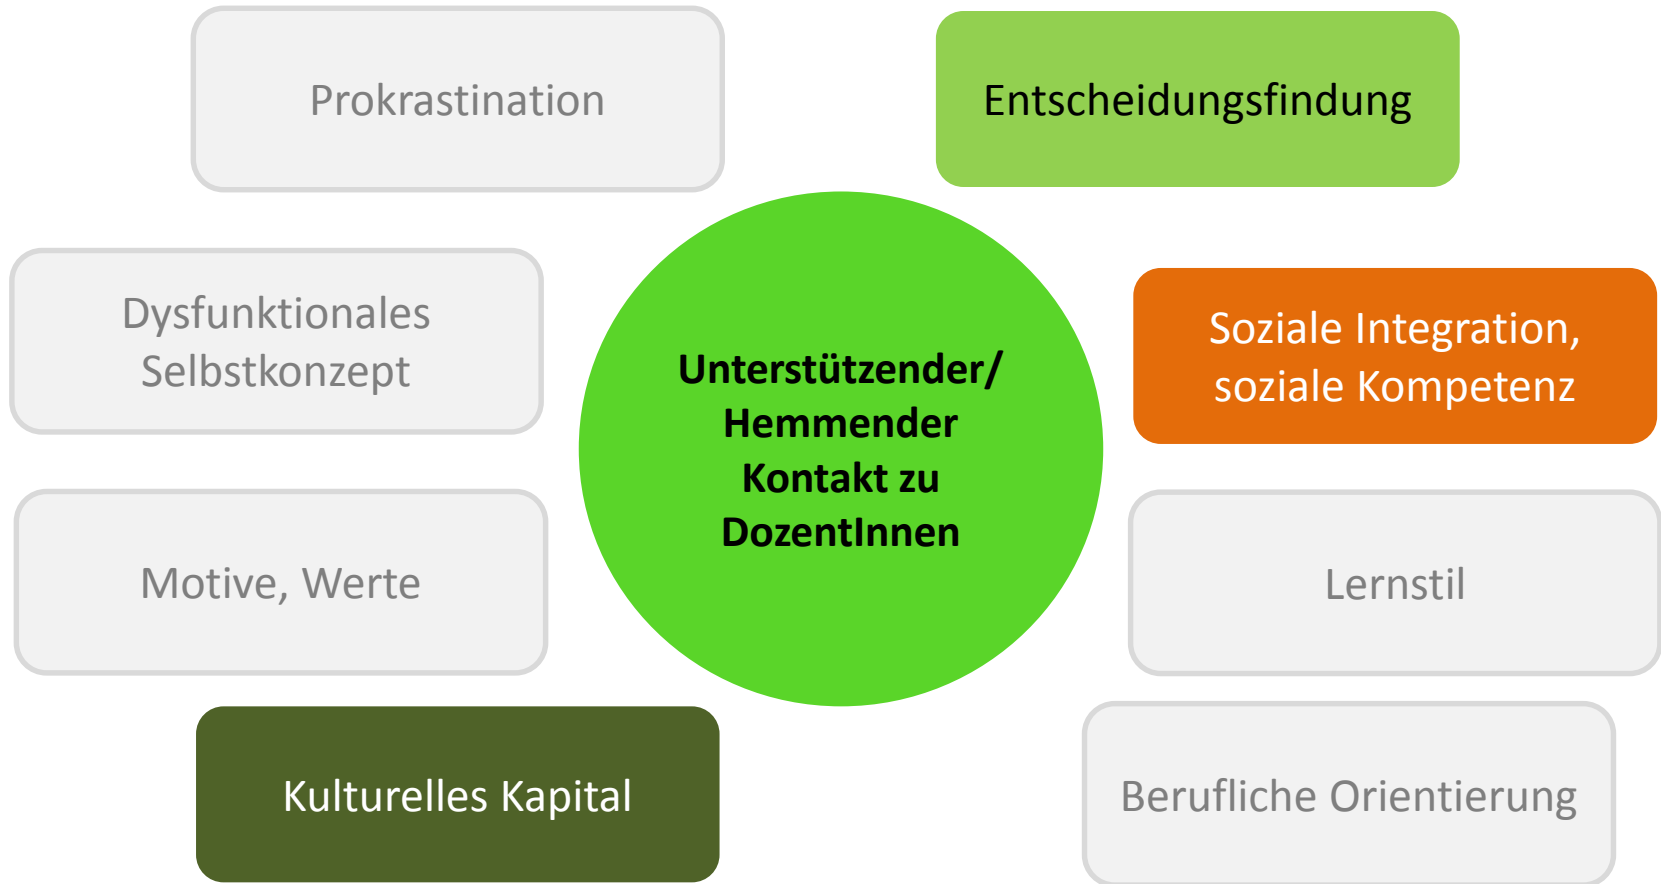 Prokrastination
Entscheidungsfindung
Dysfunktionales
Selbstkonzept
Unterstützender/
Hemmender
Kontakt zu
DozentInnen
Soziale Integration,
soziale Kompetenz
Motive, Werte
Lernstil
Kulturelles Kapital
Berufliche Orientierung